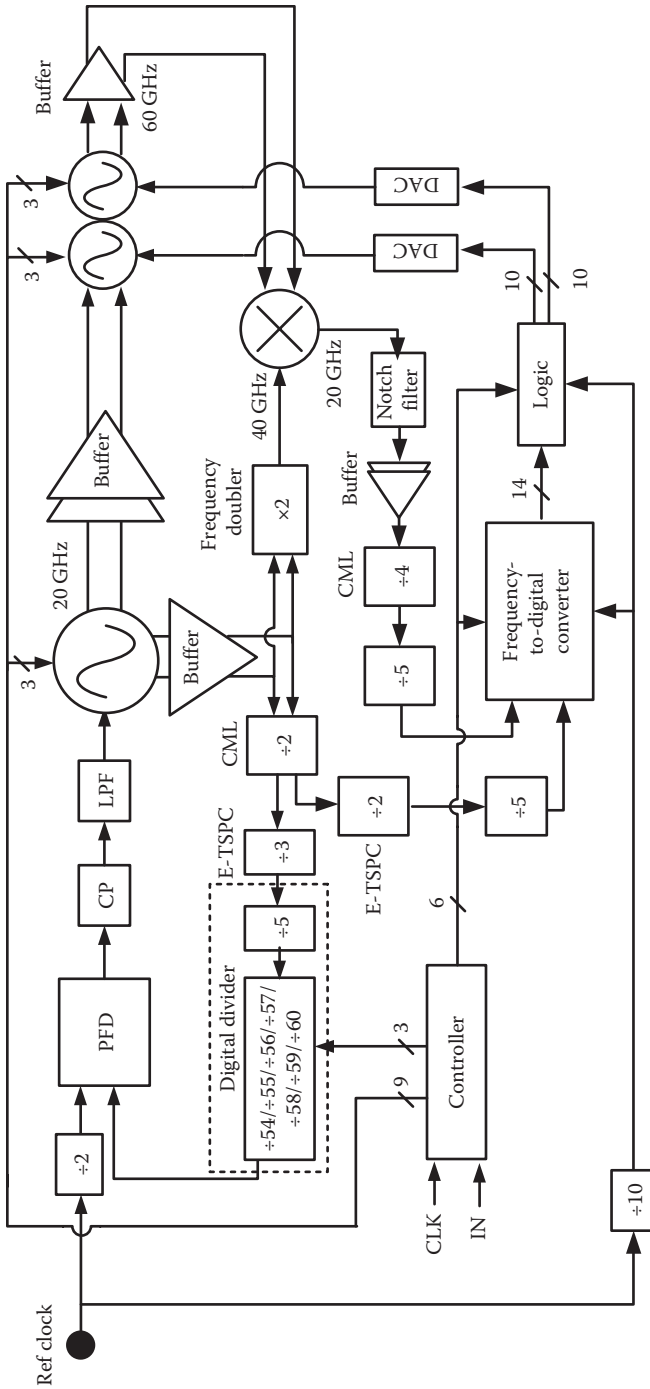 Ref clock
÷2
PFD
CP
LPF
3
20 GHz
Buffer
3
3
Buffer
60 GHz
Buffer
Digital divider
÷54/÷55/÷56/÷57/
÷58/÷59/÷60
÷5
E-TSPC
÷3
CML
÷2
Frequency
doubler
×2
40 GHz
20 GHz
Notch
filter
Buffer
CML
÷4
÷5
E-TSPC
÷2
÷5
DAC
DAC
10
10
CLK
IN
Controller
9
3
6
Frequency-
to-digital
converter
14
Logic
÷10